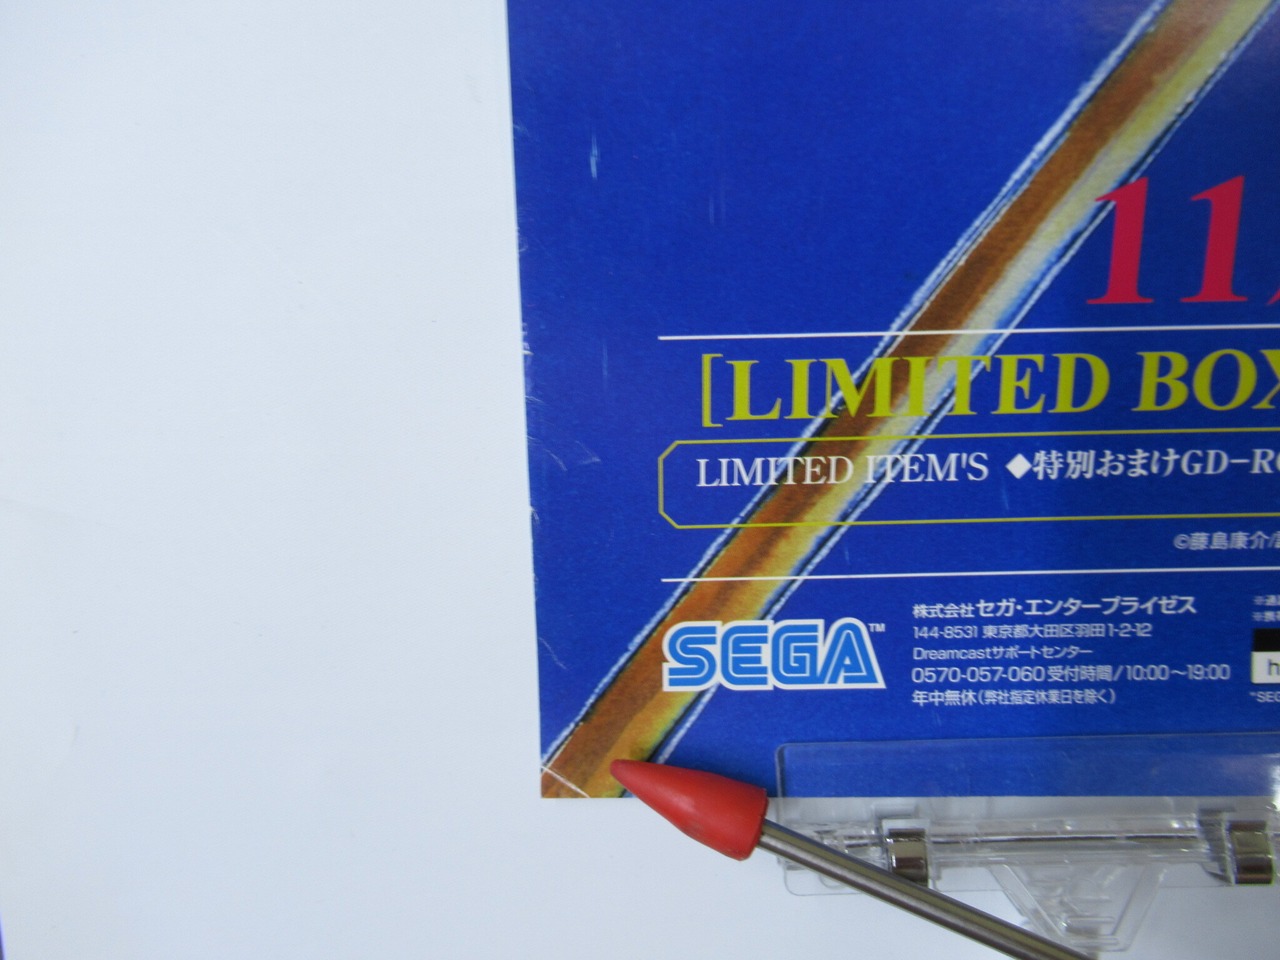 11
[LIMITED BOX
LIMITED ITEM'S ◆特別おまけGD-RO
©藤島康介/
SEGA™
株式会社セガ・エンタープライゼス
144-8531 東京都大田区羽田1-2-12
Dreamcastサポートセンター
0570-057-060 受付時間/10:00〜19:00
年中無休(弊社指定休業日を除く)
h
*SEG